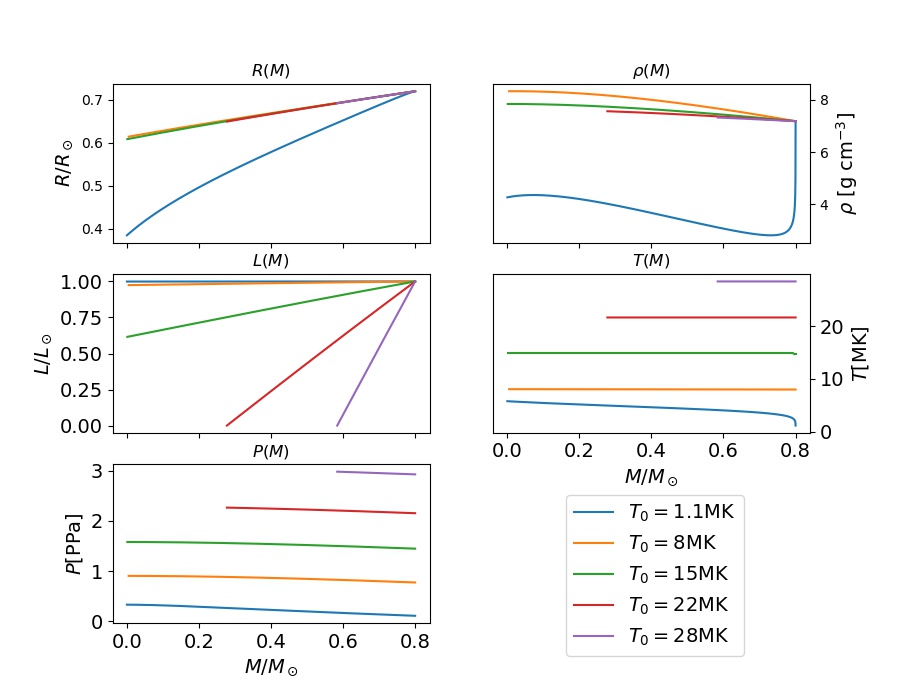 R(M)
ρ(M)
0.7
0.6
0.5
0.4
R/R⊙
8
6
4
ρ [g cm⁻³]
L(M)
T(M)
1.00
0.75
0.50
0.25
0.00
L/L⊙
20
10
0
T[MK]
0.0 0.2 0.4 0.6 0.8
M/M⊙
P(M)
3
2
1
0
P[PPa]
0.0 0.2 0.4 0.6 0.8
M/M⊙
T₀ = 1.1MK
T₀ = 8MK
T₀ = 15MK
T₀ = 22MK
T₀ = 28MK